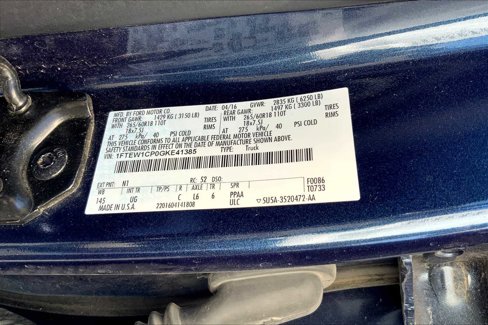 MFD. BY FORD MOTOR CO. DATE: 04/16 GVWR: 2835 KG ( 6250 LB)
FRONT GAWR: 1429 KG ( 3150 LB) REAR GAWR: 1497 KG ( 3300 LB)
265/60R18 110T TIRES 265/60R18 110T TIRES
18x7.5J RIMS 18x7.5J RIMS
AT 275 kPa/ 40 PSI COLD AT 275 kPa/ 40 PSI COLD
THIS VEHICLE CONFORMS TO ALL APPLICABLE FEDERAL MOTOR VEHICLE
SAFETY STANDARDS IN EFFECT ON THE DATE OF MANUFACTURE SHOWN ABOVE.
VIN: 1FTEW1CP0GKE41385 TYPE: Truck
EXT PNT: N1 RC: 52 DSO: F0086
WB INT TR TP/PS R AXLE TR SPR T0733
145 UG C L6 6 PPAA
MADE IN U.S.A. 2201604141808 ULC SU5A-3520472-AA